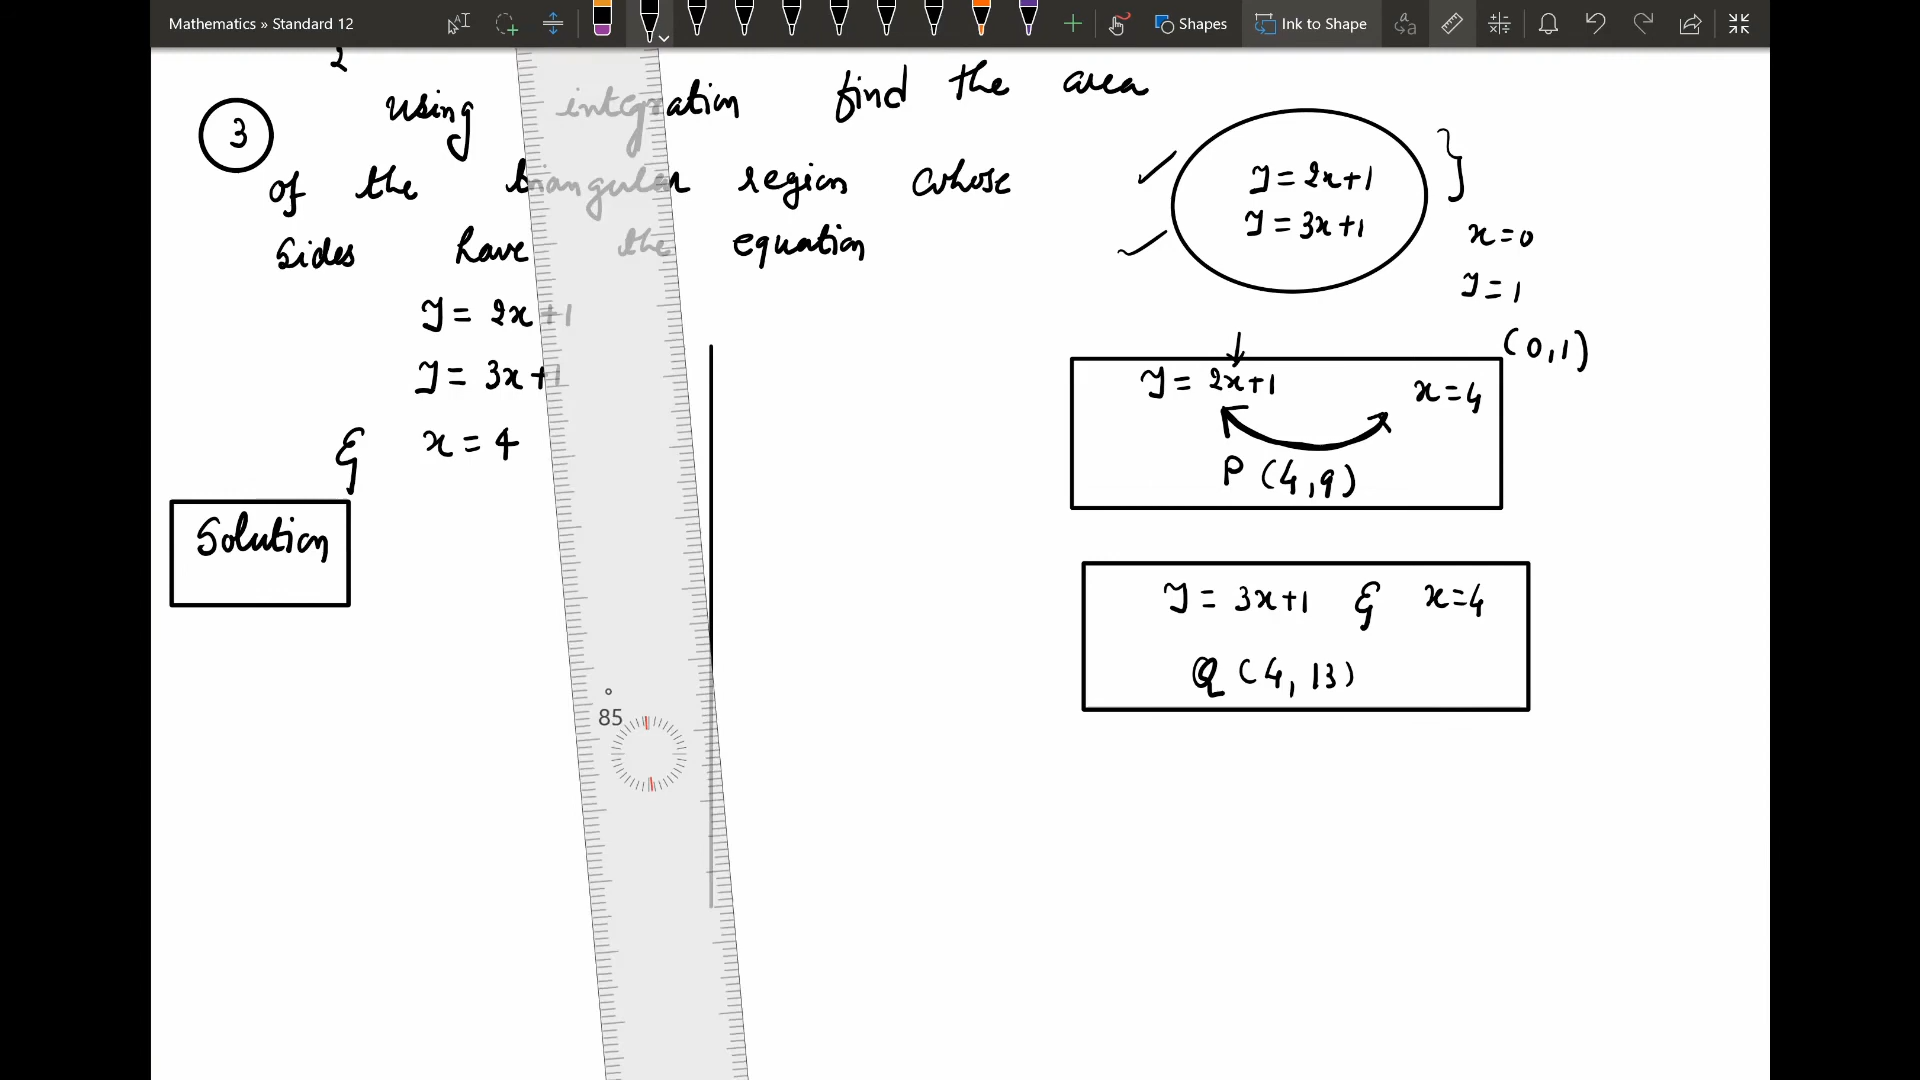 Mathematics » Standard 12
Shapes
Ink to Shape
2
3
using integration find the area
of the triangular region whose
sides have the equation
y = 2x+1
y = 3x+1
& x = 4
Solution
85°
y = 2x+1
y = 3x+1
x=0
y=1
(0,1)
y = 2x+1 x=4
P (4,9)
y = 3x+1 & x=4
Q (4, 13)